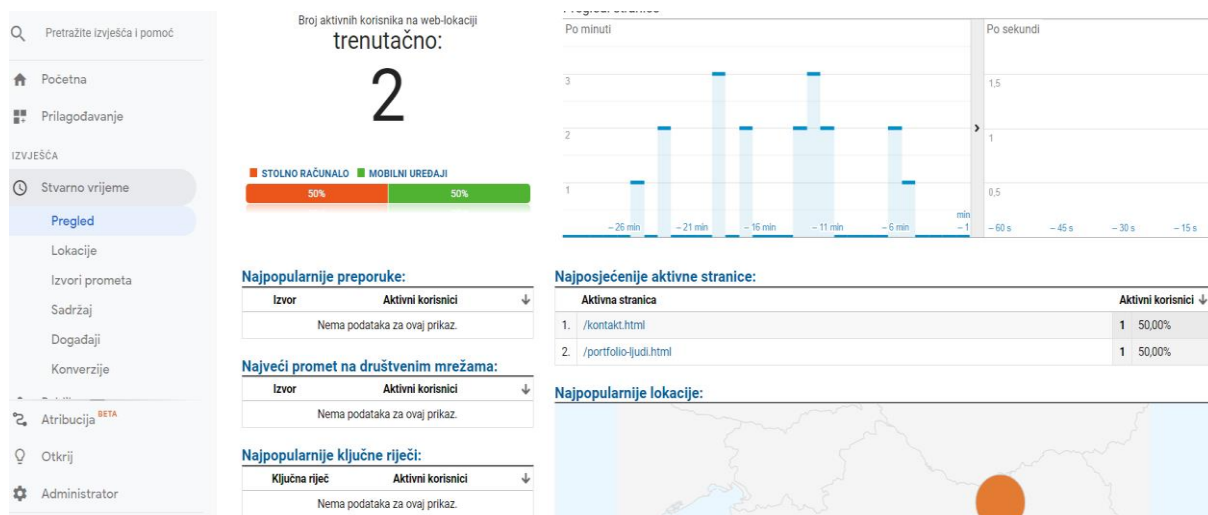 Pretražite izvješća i pomoć
Početna
Prilagođavanje
IZVJEŠĆA
Stvarno vrijeme
Pregled
Lokacije
Izvori prometa
Sadržaj
Događaji
Konverzije
Atribucija BETA
Otkrij
Administrator
Broj aktivnih korisnika na web-lokaciji
trenutačno:
2
STOLNO RAČUNALO MOBILNI UREĐAJI
50% 50%
Po minuti
3
2
1
– 26 min – 21 min – 16 min – 11 min – 6 min min – 1
Po sekundi
1,5
1
0,5
– 60 s – 45 s – 30 s – 15 s
Najpopularnije preporuke:
Izvor Aktivni korisnici
Nema podataka za ovaj prikaz.
Najveći promet na društvenim mrežama:
Izvor Aktivni korisnici
Nema podataka za ovaj prikaz.
Najpopularnije ključne riječi:
Ključna riječ Aktivni korisnici
Nema podataka za ovaj prikaz.
Najposjećenije aktivne stranice:
Aktivna stranica Aktivni korisnici
1. /kontakt.html 1 50,00%
2. /portfolio-ljudi.html 1 50,00%
Najpopularnije lokacije: